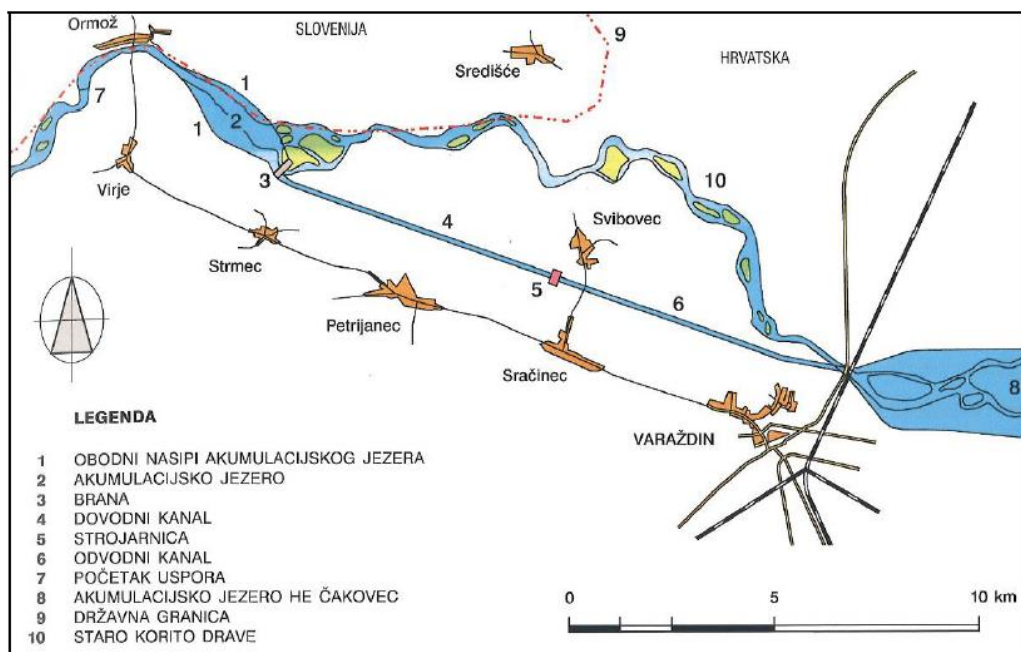 Ormož
SLOVENIJA
9
HRVATSKA
Središće
7
1
1
2
3
10
Virje
4
Svibovec
Strmec
5
6
Petrijanec
Sračinec
8
VARAŽDIN
LEGENDA
1 OBODNI NASIPI AKUMULACIJSKOG JEZERA
2 AKUMULACIJSKO JEZERO
3 BRANA
4 DOVODNI KANAL
5 STROJARNICA
6 ODVODNI KANAL
7 POČETAK USPORA
8 AKUMULACIJSKO JEZERO HE ČAKOVEC
9 DRŽAVNA GRANICA
10 STARO KORITO DRAVE
0 5 10 km